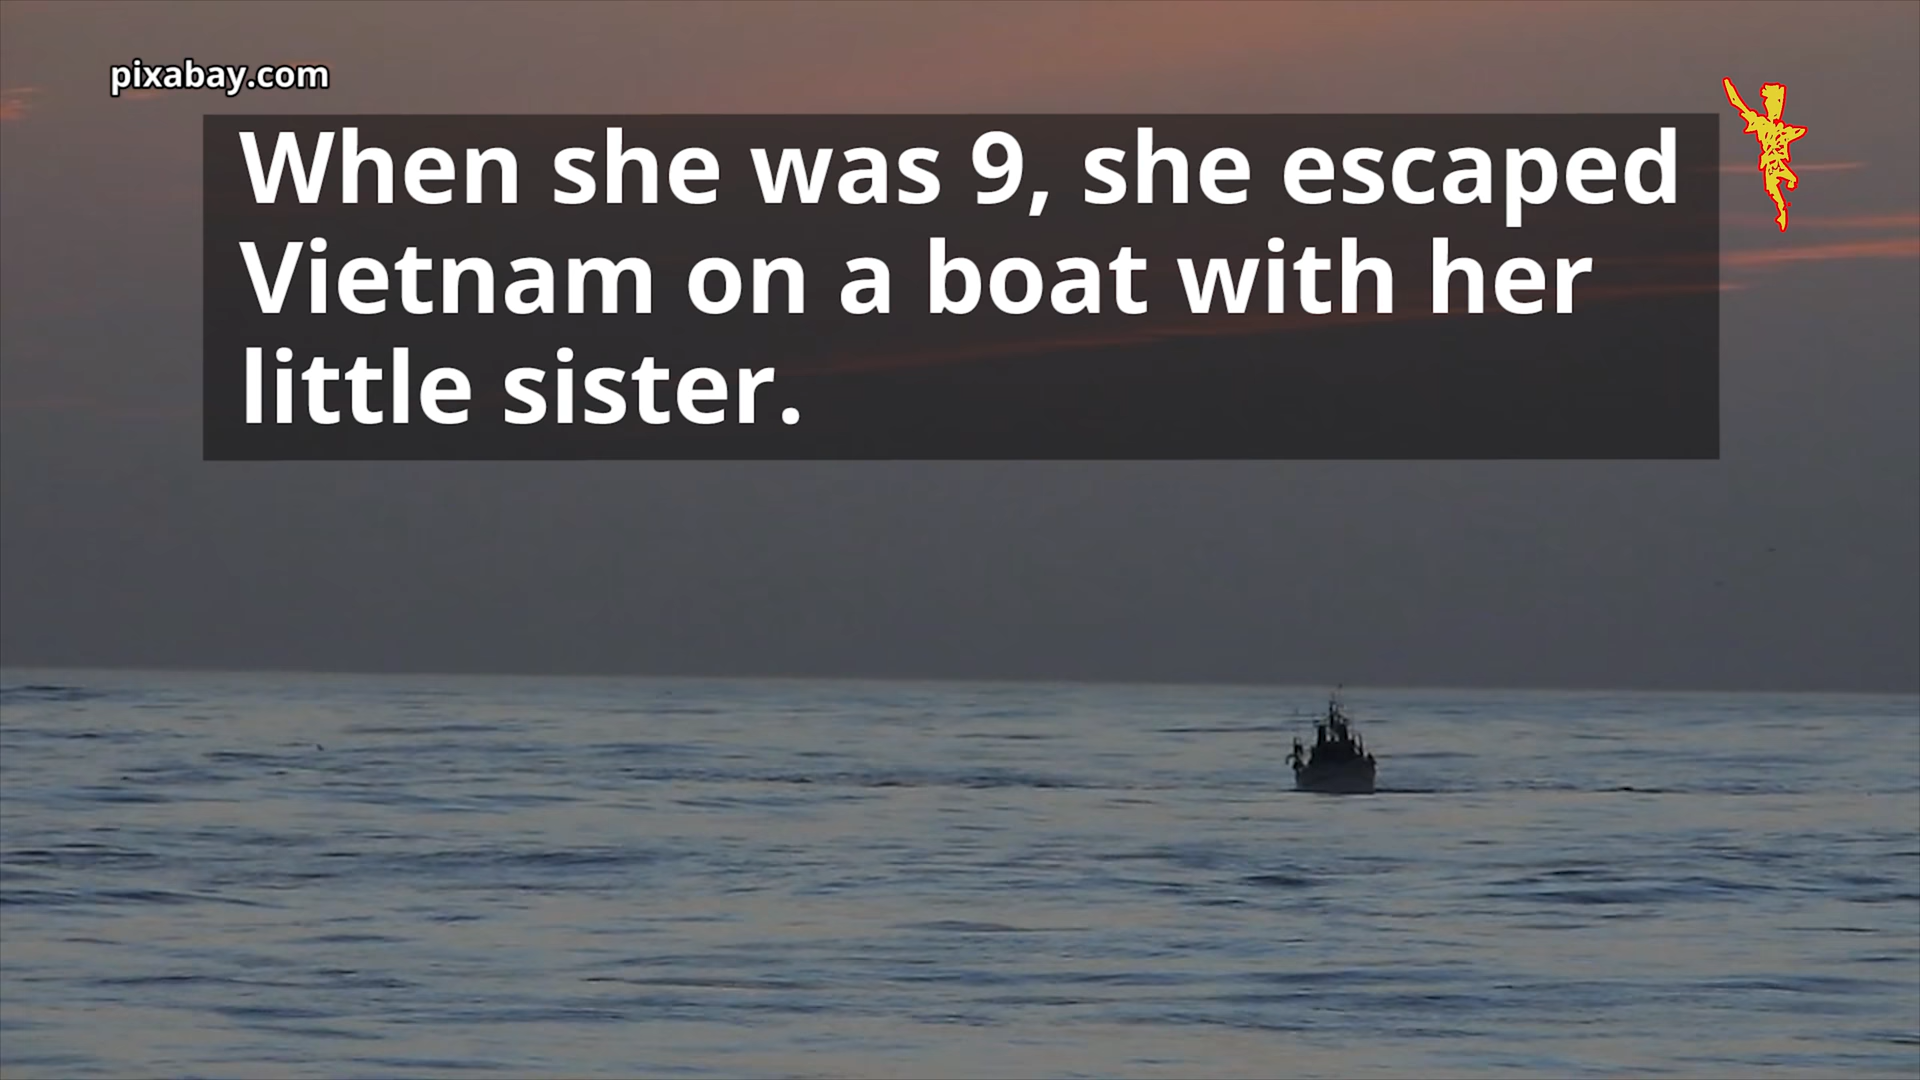 pixabay.com
When she was 9, she escaped
Vietnam on a boat with her
little sister.